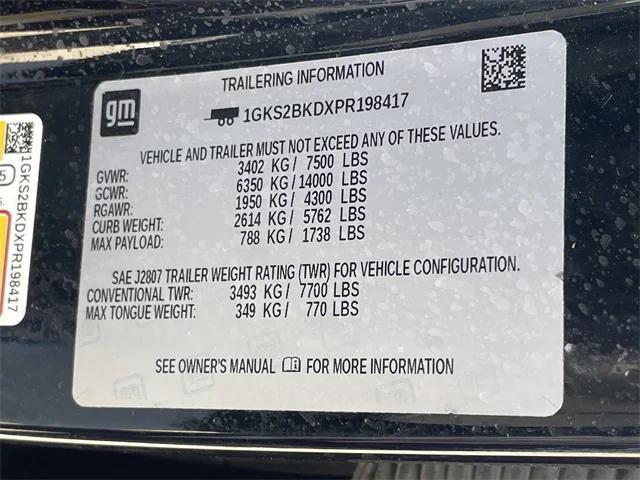 TRAILERING INFORMATION
gm
1GKS2BKDXPR198417
VEHICLE AND TRAILER MUST NOT EXCEED ANY OF THESE VALUES.
GVWR: 3402 KG / 7500 LBS
GCWR: 6350 KG / 14000 LBS
RGAWR: 1950 KG / 4300 LBS
CURB WEIGHT: 2614 KG / 5762 LBS
MAX PAYLOAD: 788 KG / 1738 LBS
SAE J2807 TRAILER WEIGHT RATING (TWR) FOR VEHICLE CONFIGURATION.
CONVENTIONAL TWR: 3493 KG / 7700 LBS
MAX TONGUE WEIGHT: 349 KG / 770 LBS
SEE OWNER'S MANUAL FOR MORE INFORMATION
1GKS2BKDXPR198417